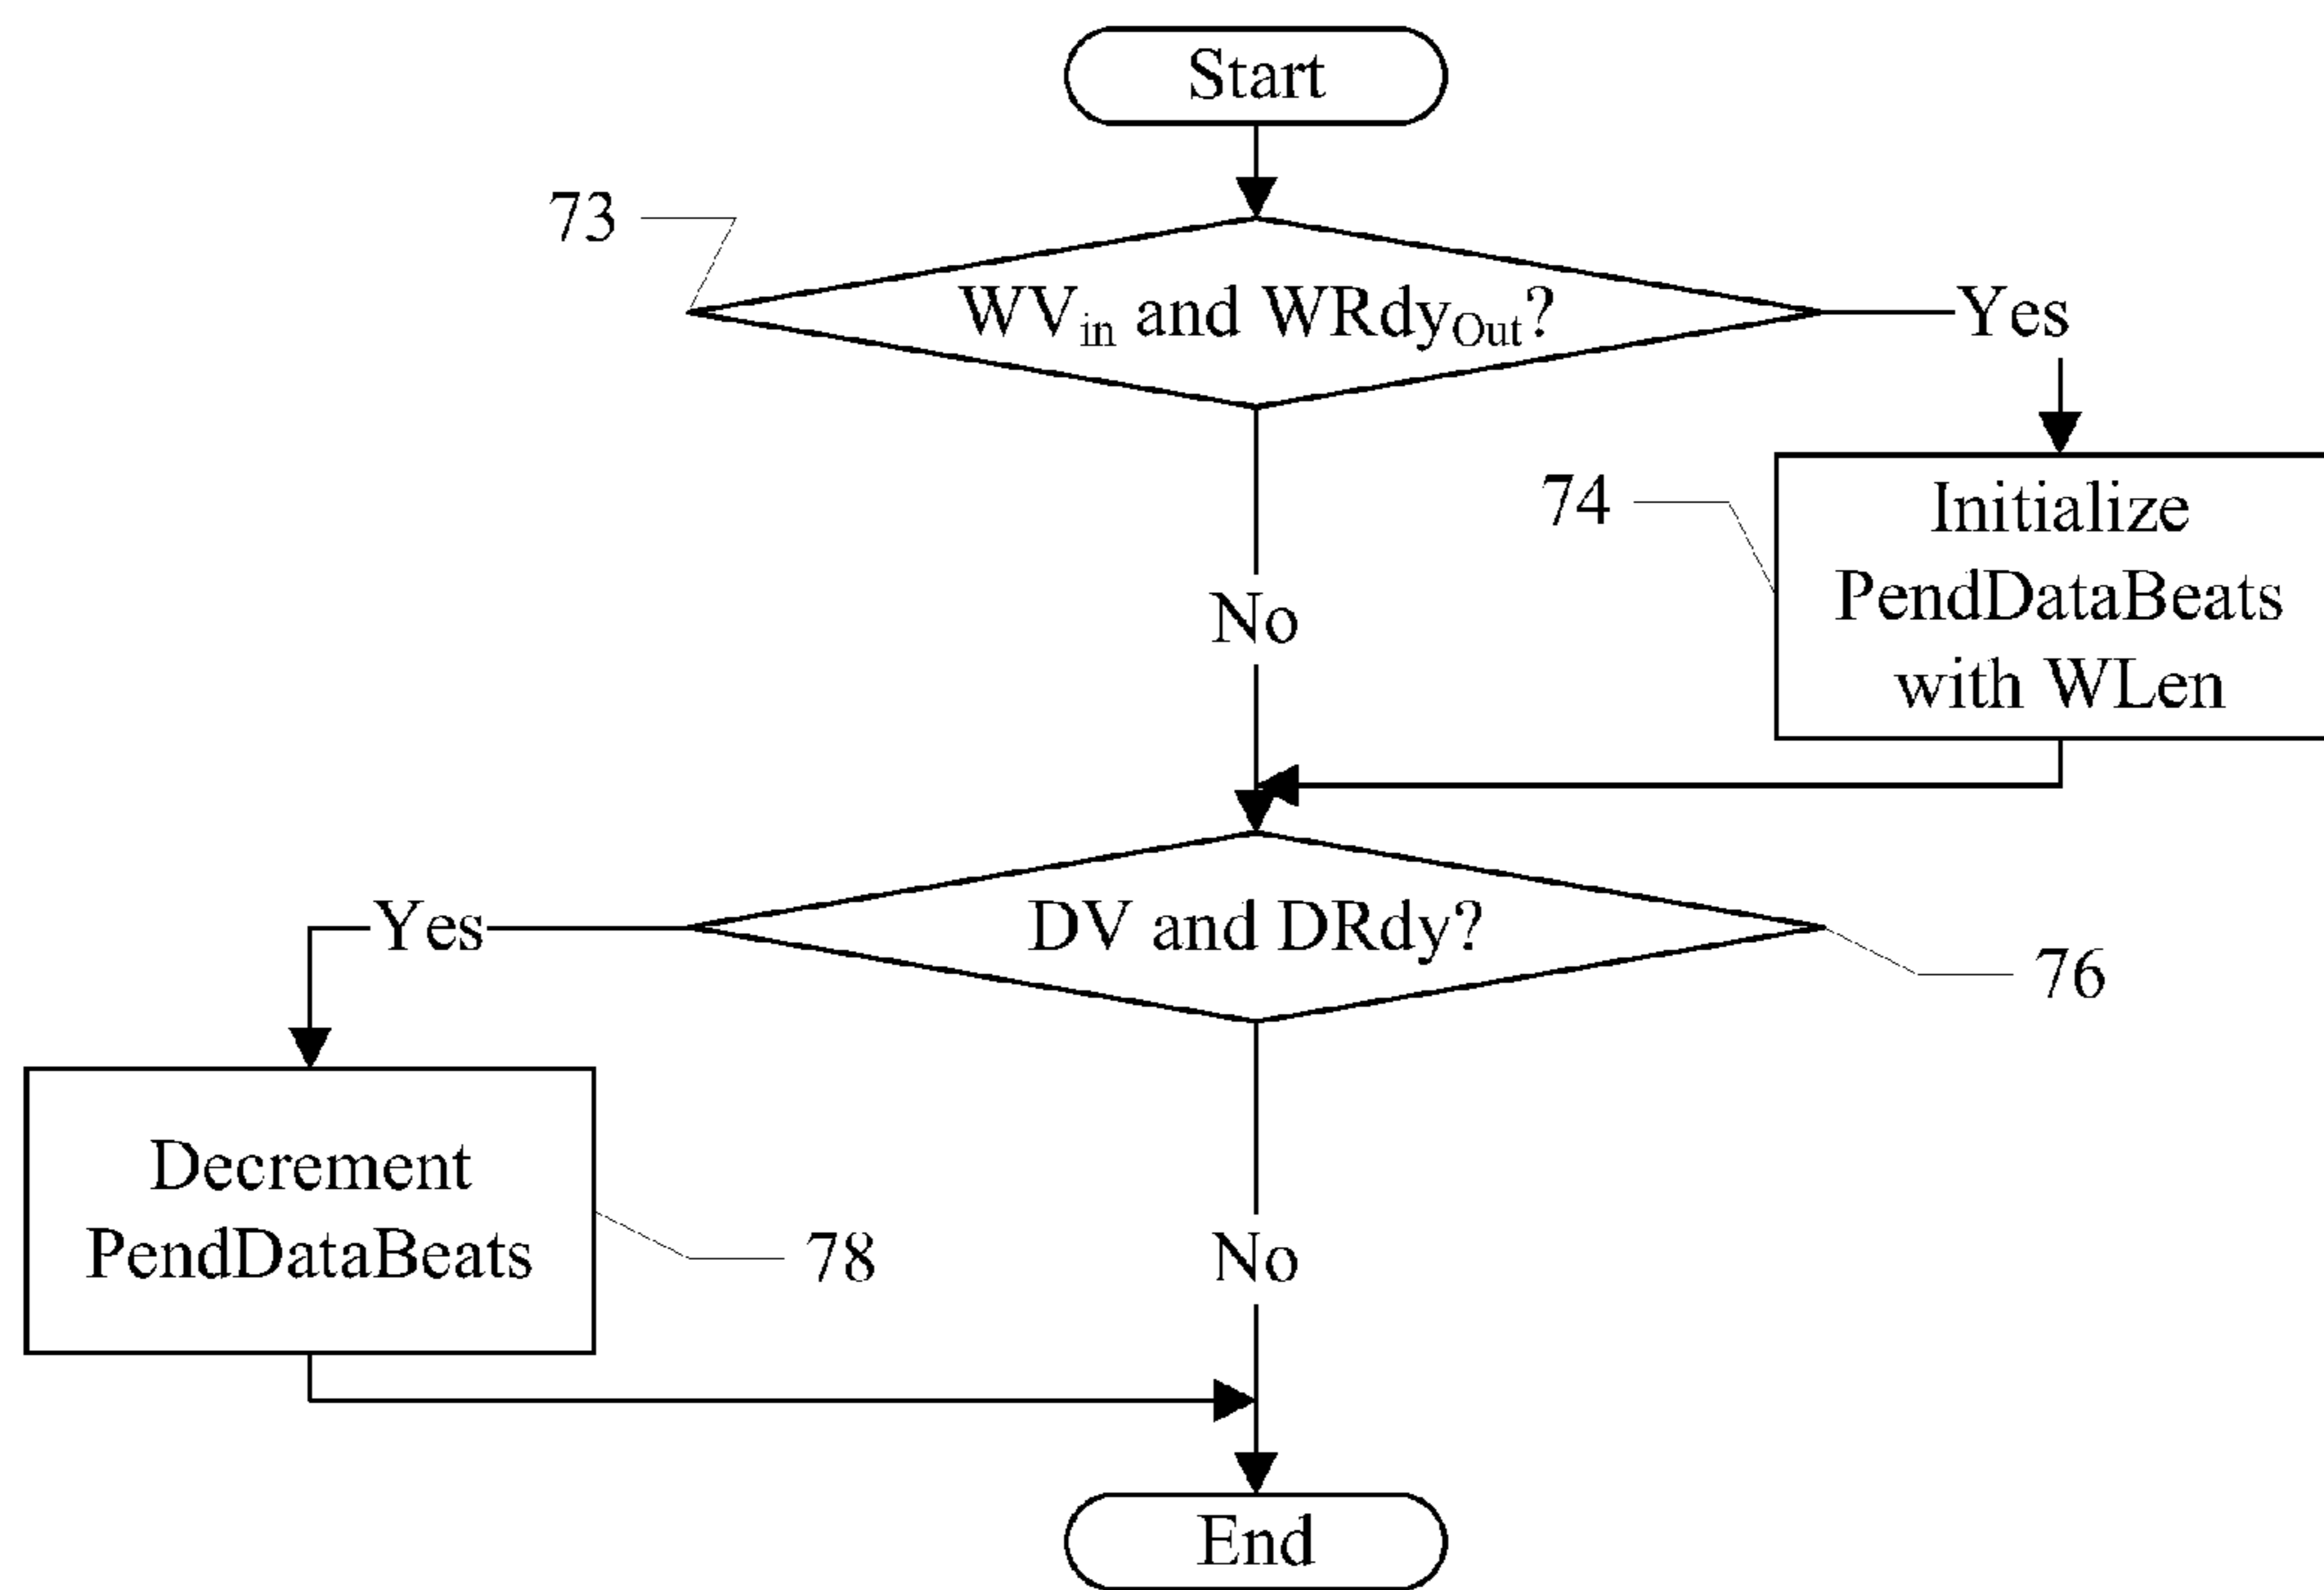 Start
73
WVin and WRdyOut?
Yes
74
Initialize
PendDataBeats
with WLen
No
DV and DRdy?
Yes
76
Decrement
PendDataBeats
78
No
End